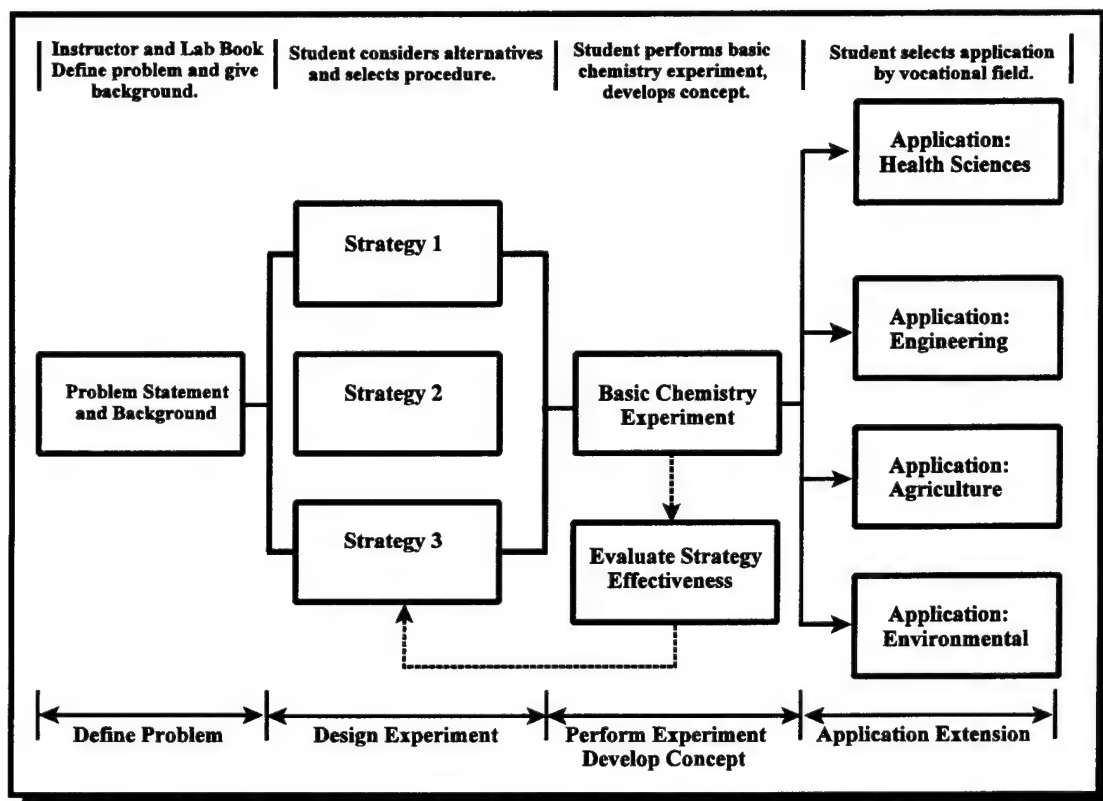 Instructor and Lab Book
Define problem and give
background.
Student considers alternatives
and selects procedure.
Student performs basic
chemistry experiment,
develops concept.
Student selects application
by vocational field.
Application:
Health Sciences
Strategy 1
Application:
Engineering
Problem Statement
and Background
Strategy 2
Basic Chemistry
Experiment
Application:
Agriculture
Strategy 3
Evaluate Strategy
Effectiveness
Application:
Environmental
Define Problem
Design Experiment
Perform Experiment
Develop Concept
Application Extension